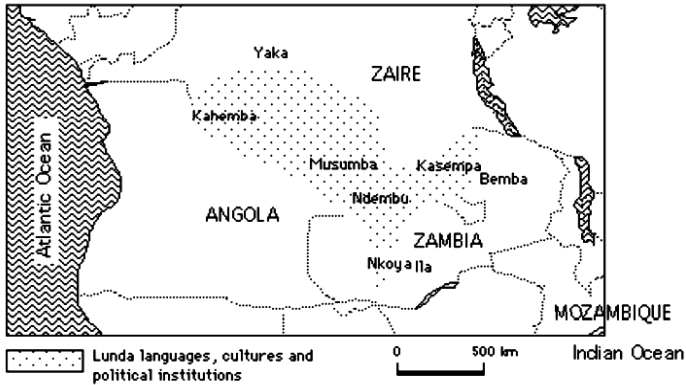 Yaka
ZAIRE
Kahemba
Atlantic Ocean
Musumba
Kasempa
Bemba
Ndembu
ANGOLA
ZAMBIA
Nkoya Ila
MOZAMBIQUE
Lunda languages, cultures and
political institutions
0 500 km
Indian Ocean